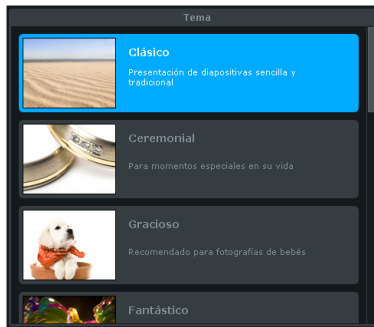 Tema
Clásico
Presentación de diapositivas sencilla y
tradicional
Ceremonial
Para momentos especiales en su vida
Gracioso
Recomendado para fotografías de bebés
Fantástico